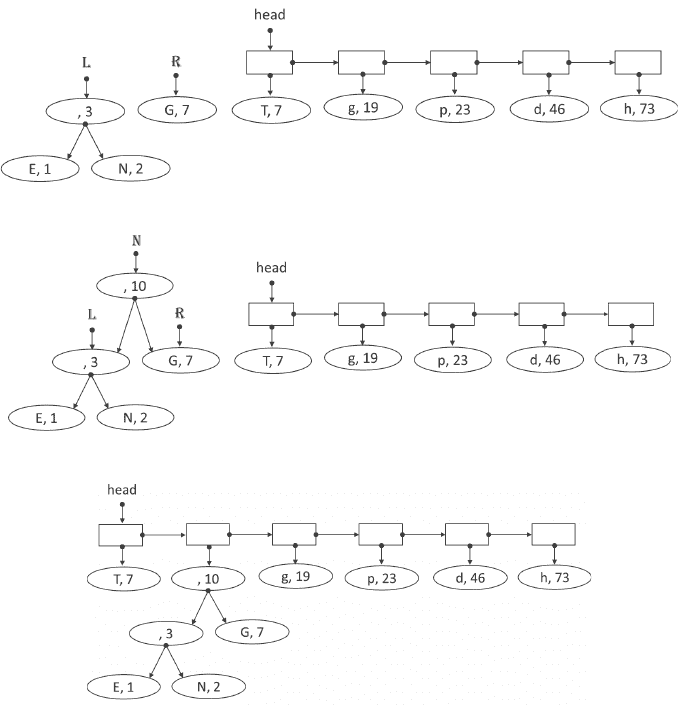 head
L R
, 3 G, 7 T, 7 g, 19 p, 23 d, 46 h, 73
E, 1 N, 2
N
head
, 10
L R
, 3 G, 7 T, 7 g, 19 p, 23 d, 46 h, 73
E, 1 N, 2
head
T, 7 , 10 g, 19 p, 23 d, 46 h, 73
, 3 G, 7
E, 1 N, 2